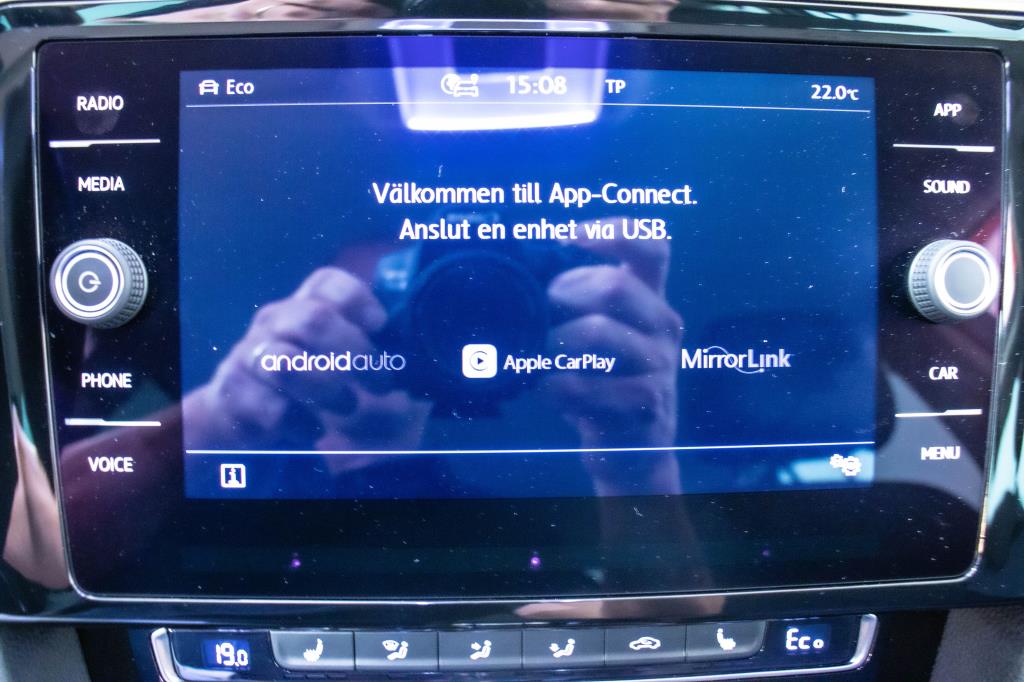 RADIO
MEDIA
PHONE
VOICE
Eco
15:08
TP
22.0°C
Välkommen till App-Connect.
Anslut en enhet via USB.
androidauto
Apple CarPlay
MirrorLink
i
APP
SOUND
CAR
MENU
19.0
Eco